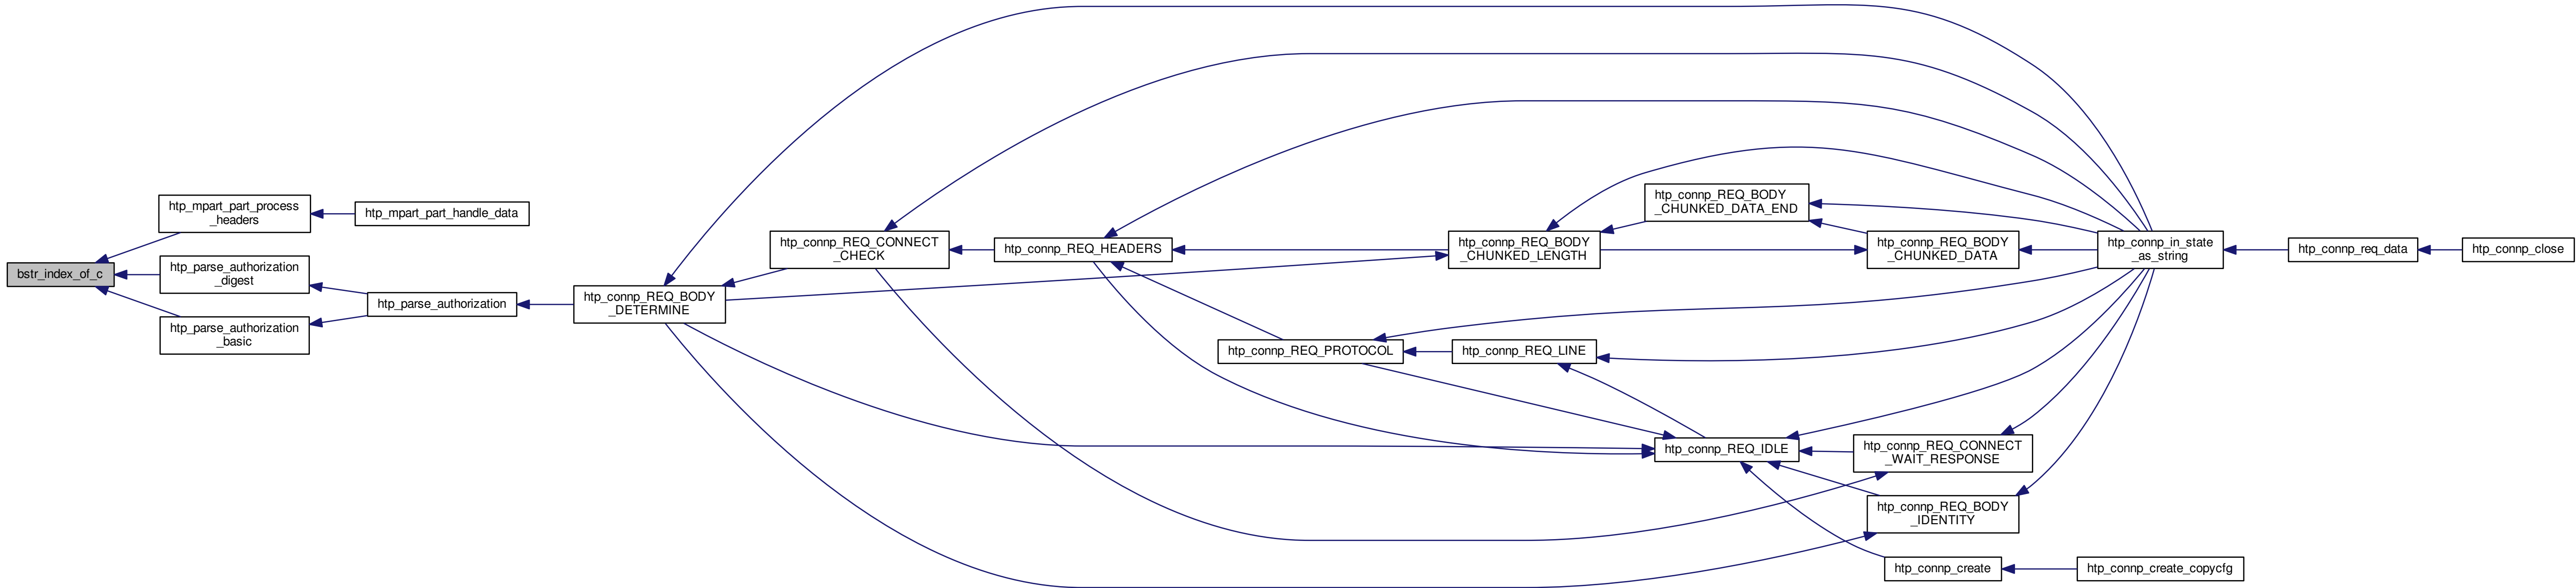 bstr_index_of_c
htp_mpart_part_process
_headers
htp_parse_authorization
_digest
htp_parse_authorization
_basic
htp_mpart_part_handle_data
htp_parse_authorization
htp_connp_REQ_BODY
_DETERMINE
htp_connp_REQ_CONNECT
_CHECK
htp_connp_REQ_HEADERS
htp_connp_REQ_PROTOCOL
htp_connp_REQ_BODY
_CHUNKED_LENGTH
htp_connp_REQ_LINE
htp_connp_REQ_BODY
_CHUNKED_DATA_END
htp_connp_REQ_IDLE
htp_connp_REQ_BODY
_CHUNKED_DATA
htp_connp_REQ_CONNECT
_WAIT_RESPONSE
htp_connp_REQ_BODY
_IDENTITY
htp_connp_create
htp_connp_in_state
_as_string
htp_connp_create_copycfg
htp_connp_req_data
htp_connp_close